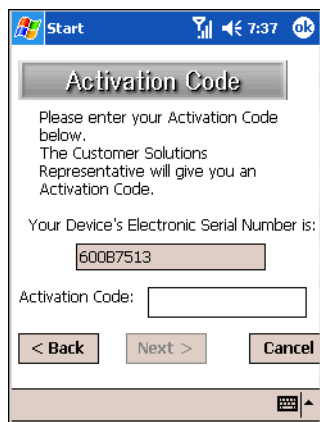 Start 7:37 ok
Activation Code
Please enter your Activation Code
below.
The Customer Solutions
Representative will give you an
Activation Code.
Your Device's Electronic Serial Number is:
600B7513
Activation Code:
< Back Next > Cancel